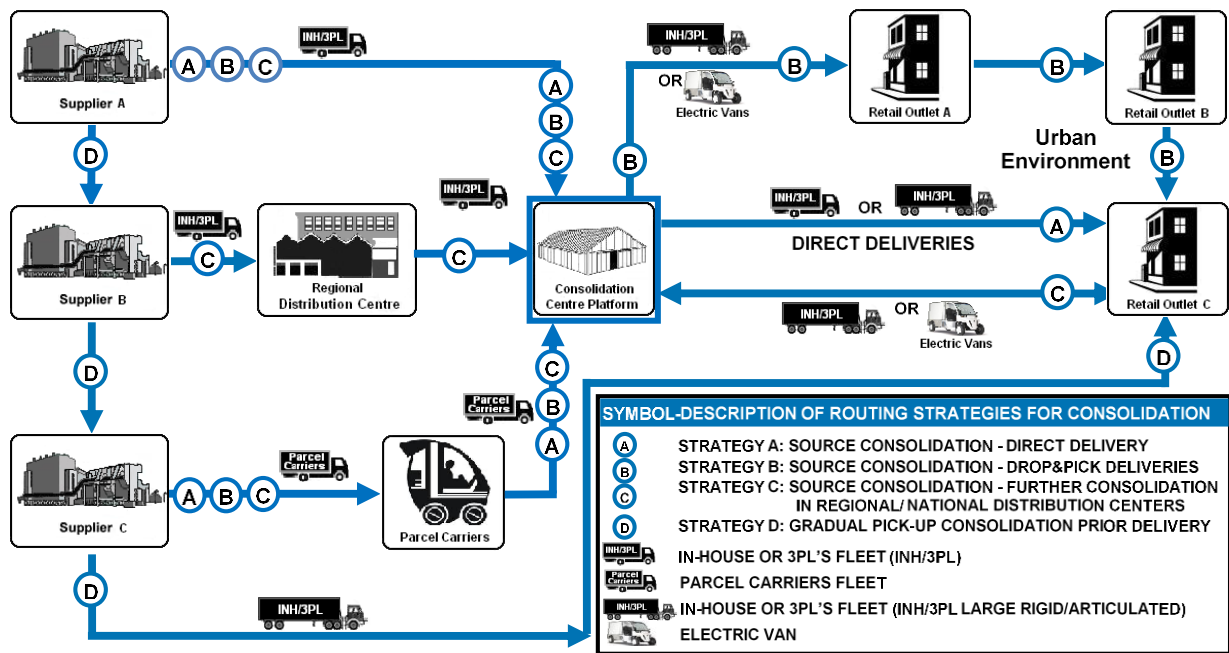 Supplier A
A
B
C
INH/3PL
A
B
C
INH/3PL
OR
Electric Vans
B
B
Retail Outlet A
B
Retail Outlet B
D
Urban
Environment
B
Supplier B
INH/3PL
C
Regional
Distribution Centre
INH/3PL
C
Consolidation
Centre Platform
INH/3PL
OR
INH/3PL
A
DIRECT DELIVERIES
C
INH/3PL
OR
Electric Vans
Retail Outlet C
D
D
Supplier C
A
B
C
Parcel
Carriers
Parcel Carriers
Parcel
Carriers
C
B
A
D
INH/3PL
SYMBOL-DESCRIPTION OF ROUTING STRATEGIES FOR CONSOLIDATION
A STRATEGY A: SOURCE CONSOLIDATION - DIRECT DELIVERY
B STRATEGY B: SOURCE CONSOLIDATION - DROP&PICK DELIVERIES
C STRATEGY C: SOURCE CONSOLIDATION - FURTHER CONSOLIDATION
IN REGIONAL/ NATIONAL DISTRIBUTION CENTERS
D STRATEGY D: GRADUAL PICK-UP CONSOLIDATION PRIOR DELIVERY
INH/3PL IN-HOUSE OR 3PL'S FLEET (INH/3PL)
Parcel
Carriers
PARCEL CARRIERS FLEET
INH/3PL IN-HOUSE OR 3PL'S FLEET (INH/3PL LARGE RIGID/ARTICULATED)
ELECTRIC VAN